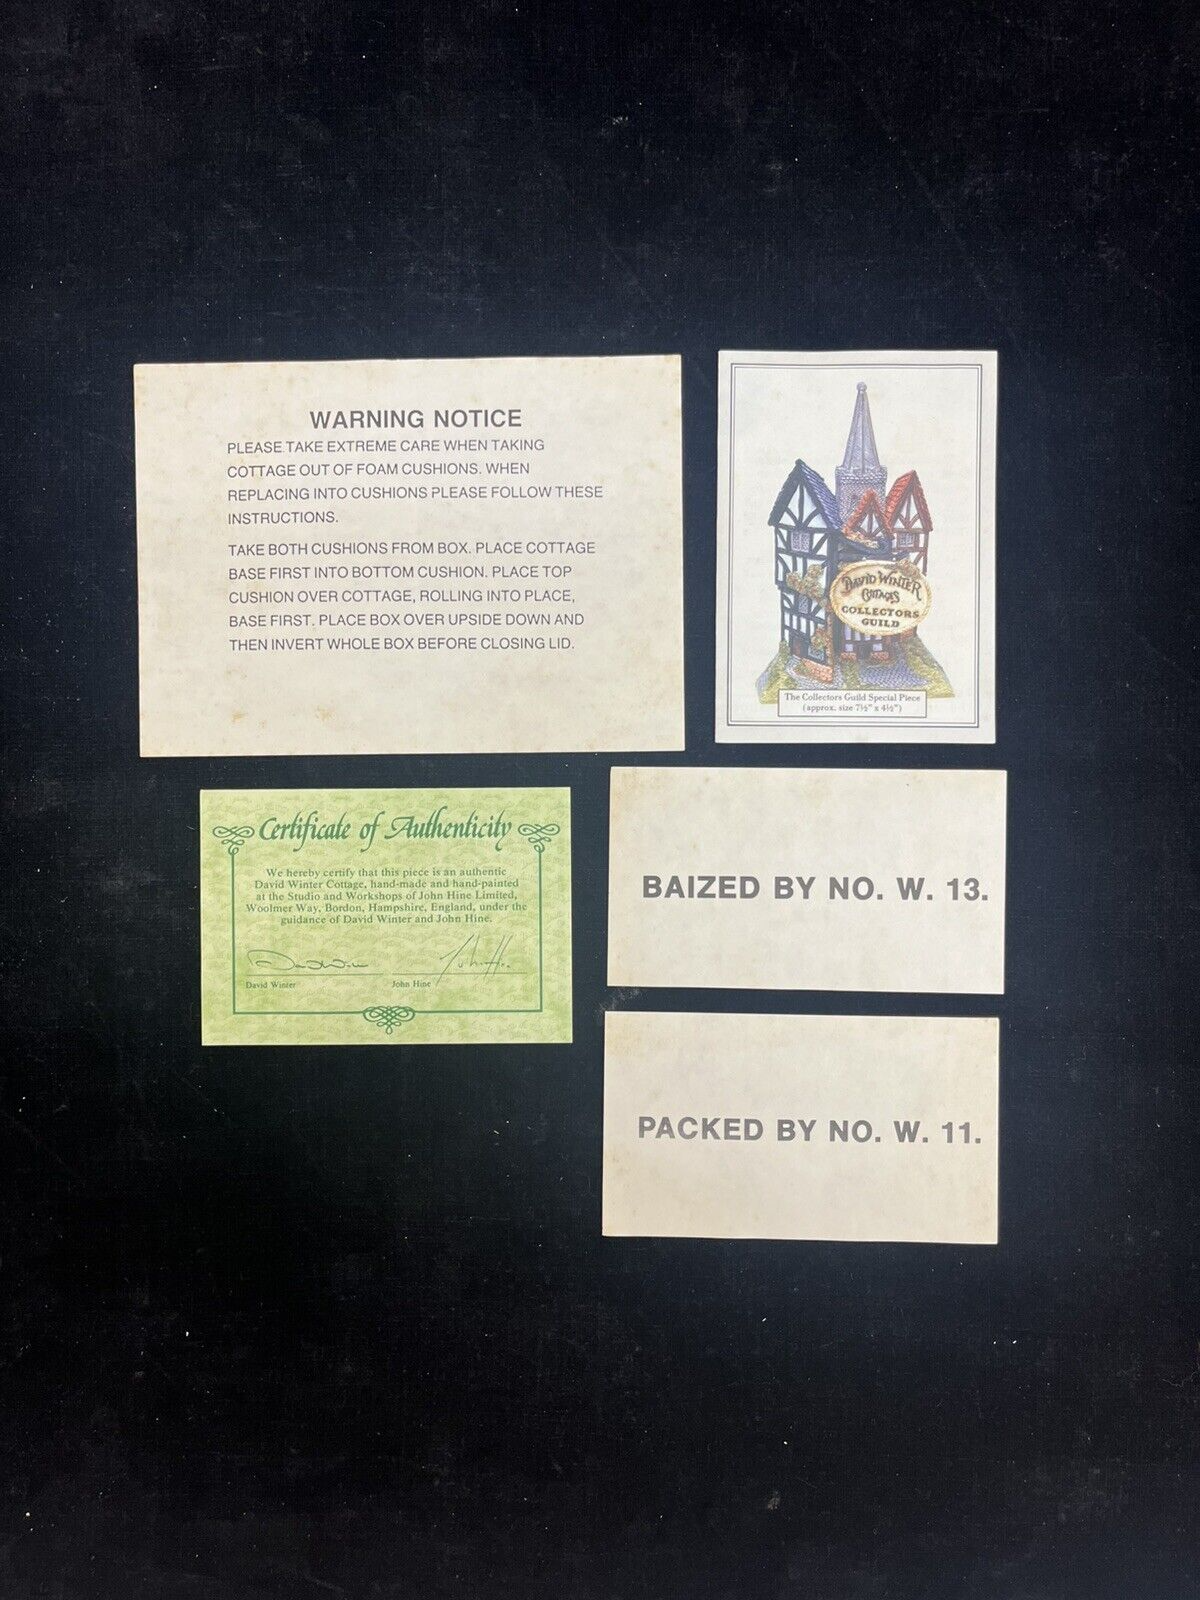 WARNING NOTICE
PLEASE TAKE EXTREME CARE WHEN TAKING
COTTAGE OUT OF FOAM CUSHIONS. WHEN
REPLACING INTO CUSHIONS PLEASE FOLLOW THESE
INSTRUCTIONS.
TAKE BOTH CUSHIONS FROM BOX. PLACE COTTAGE
BASE FIRST INTO BOTTOM CUSHION. PLACE TOP
CUSHION OVER COTTAGE, ROLLING INTO PLACE,
BASE FIRST. PLACE BOX OVER UPSIDE DOWN AND
THEN INVERT WHOLE BOX BEFORE CLOSING LID.
DAVID WINTER
COTTAGES
COLLECTORS
GUILD
The Collectors Guild Special Piece
(approx. size 7½" x 4½")
Certificate of Authenticity
We hereby certify that this piece is an authentic
David Winter Cottage, hand-made and hand-painted
at the Studio and Workshops of John Hine Limited,
Woolmer Way, Bordon, Hampshire, England, under the
guidance of David Winter and John Hine.
David Winter
John Hine
David Winter
John Hine
BAIZED BY NO. W. 13.
PACKED BY NO. W. 11.